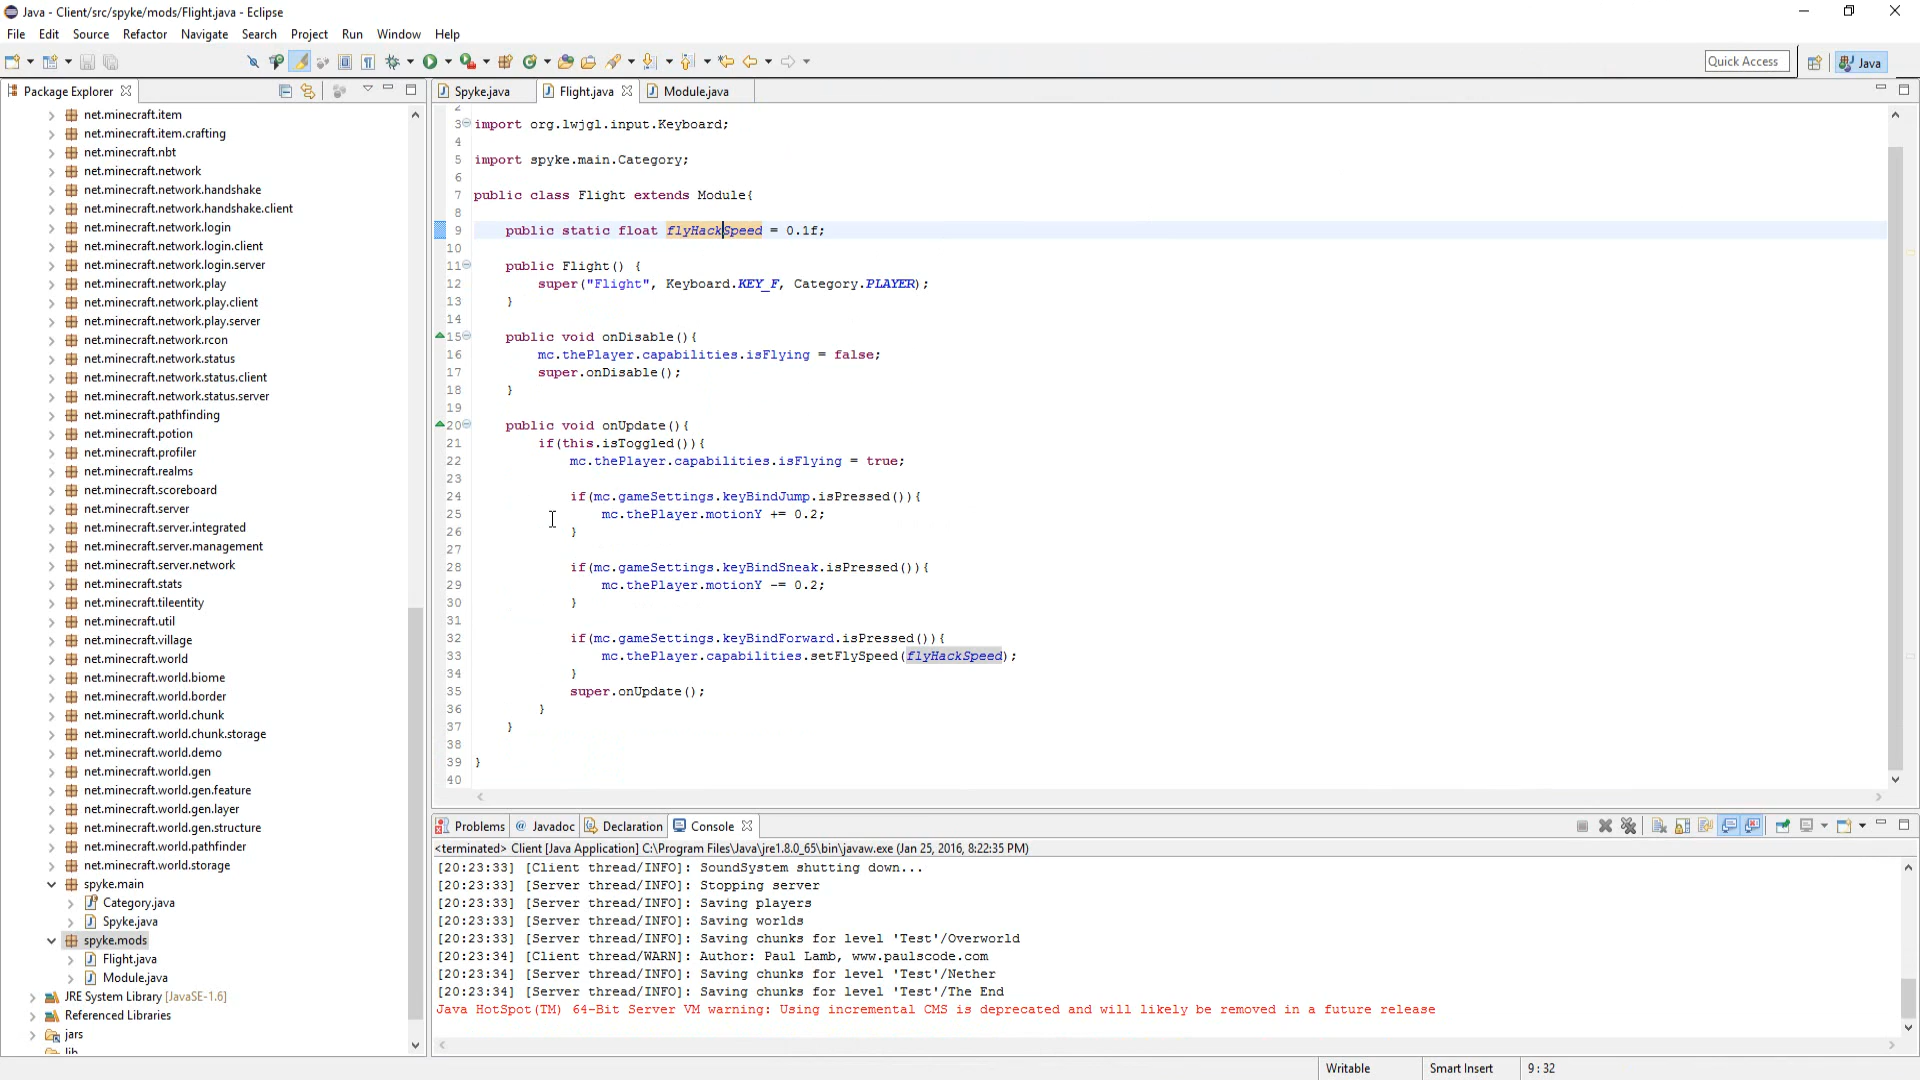 Java - Client/src/spyke/mods/Flight.java - Eclipse
File Edit Source Refactor Navigate Search Project Run Window Help
Quick Access
Java
Package Explorer
Spyke.java
Flight.java
Module.java
net.minecraft.item
net.minecraft.item.crafting
net.minecraft.nbt
net.minecraft.network
net.minecraft.network.handshake
net.minecraft.network.handshake.client
net.minecraft.network.login
net.minecraft.network.login.client
net.minecraft.network.login.server
net.minecraft.network.play
net.minecraft.network.play.client
net.minecraft.network.play.server
net.minecraft.network.rcon
net.minecraft.network.status
net.minecraft.network.status.client
net.minecraft.network.status.server
net.minecraft.pathfinding
net.minecraft.potion
net.minecraft.profiler
net.minecraft.realms
net.minecraft.scoreboard
net.minecraft.server
net.minecraft.server.integrated
net.minecraft.server.management
net.minecraft.server.network
net.minecraft.stats
net.minecraft.tileentity
net.minecraft.util
net.minecraft.village
net.minecraft.world
net.minecraft.world.biome
net.minecraft.world.border
net.minecraft.world.chunk
net.minecraft.world.chunk.storage
net.minecraft.world.demo
net.minecraft.world.gen
net.minecraft.world.gen.feature
net.minecraft.world.gen.layer
net.minecraft.world.gen.structure
net.minecraft.world.pathfinder
net.minecraft.world.storage
spyke.main
Category.java
Spyke.java
spyke.mods
Flight.java
Module.java
JRE System Library [JavaSE-1.6]
Referenced Libraries
jars
lib
2
3 import org.lwjgl.input.Keyboard;
4
5 import spyke.main.Category;
6
7 public class Flight extends Module{
8
9 public static float flyHackSpeed = 0.1f;
10
11 public Flight() {
12 super("Flight", Keyboard.KEY_F, Category.PLAYER);
13 }
14
15 public void onDisable(){
16 mc.thePlayer.capabilities.isFlying = false;
17 super.onDisable();
18 }
19
20 public void onUpdate(){
21 if(this.isToggled()){
22 mc.thePlayer.capabilities.isFlying = true;
23
24 if(mc.gameSettings.keyBindJump.isPressed()){
25 mc.thePlayer.motionY += 0.2;
26 }
27
28 if(mc.gameSettings.keyBindSneak.isPressed()){
29 mc.thePlayer.motionY -= 0.2;
30 }
31
32 if(mc.gameSettings.keyBindForward.isPressed()){
33 mc.thePlayer.capabilities.setFlySpeed(flyHackSpeed);
34 }
35 super.onUpdate();
36 }
37 }
38
39 }
40
Problems @ Javadoc Declaration Console
<terminated> Client [Java Application] C:\Program Files\Java\jre1.8.0_65\bin\javaw.exe (Jan 25, 2016, 8:22:35 PM)
[20:23:33] [Client thread/INFO]: SoundSystem shutting down...
[20:23:33] [Server thread/INFO]: Stopping server
[20:23:33] [Server thread/INFO]: Saving players
[20:23:33] [Server thread/INFO]: Saving worlds
[20:23:33] [Server thread/INFO]: Saving chunks for level 'Test'/Overworld
[20:23:34] [Client thread/WARN]: Author: Paul Lamb, www.paulscode.com
[20:23:34] [Server thread/INFO]: Saving chunks for level 'Test'/Nether
[20:23:34] [Server thread/INFO]: Saving chunks for level 'Test'/The End
Java HotSpot(TM) 64-Bit Server VM warning: Using incremental CMS is deprecated and will likely be removed in a future release
Writable
Smart Insert
9 : 32